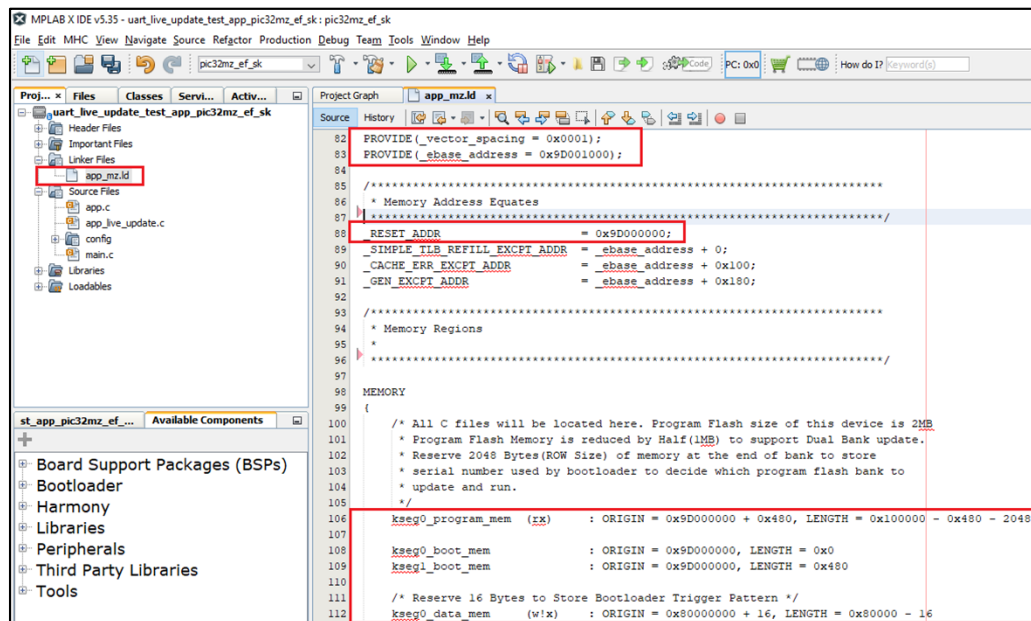 MPLAB X IDE v5.35 - uart_live_update_test_app_pic32mz_ef_sk : pic32mz_ef_sk
File Edit MHC View Navigate Source Refactor Production Debug Team Tools Window Help
pic32mz_ef_sk
PC: 0x0
How do I? Keyword(s)
Proj... × Files Classes Servi... Activ...
uart_live_update_test_app_pic32mz_ef_sk
Header Files
Important Files
Linker Files
app_mz.ld
Source Files
app.c
app_live_update.c
config
main.c
Libraries
Loadables
st_app_pic32mz_ef_... Available Components
Board Support Packages (BSPs)
Bootloader
Harmony
Libraries
Peripherals
Third Party Libraries
Tools
Project Graph app_mz.ld ×
Source History
82 PROVIDE(_vector_spacing = 0x0001);
83 PROVIDE(_ebase_address = 0x9D001000);
84
85 /*************************************************************************
86 * Memory Address Equates
87 *************************************************************************/
88 _RESET_ADDR = 0x9D000000;
89 _SIMPLE_TLB_REFILL_EXCPT_ADDR = _ebase_address + 0;
90 _CACHE_ERR_EXCPT_ADDR = _ebase_address + 0x100;
91 _GEN_EXCPT_ADDR = _ebase_address + 0x180;
92
93 /*************************************************************************
94 * Memory Regions
95 *
96 *************************************************************************/
97
98 MEMORY
99 {
100 /* All C files will be located here. Program Flash size of this device is 2MB
101 * Program Flash Memory is reduced by Half(1MB) to support Dual Bank update.
102 * Reserve 2048 Bytes(ROW Size) of memory at the end of bank to store
103 * serial number used by bootloader to decide which program flash bank to
104 * update and run.
105 */
106 kseg0_program_mem (rx) : ORIGIN = 0x9D000000 + 0x480, LENGTH = 0x100000 - 0x480 - 2048
107
108 kseg0_boot_mem : ORIGIN = 0x9D000000, LENGTH = 0x0
109 kseg1_boot_mem : ORIGIN = 0x9D000000, LENGTH = 0x480
110
111 /* Reserve 16 Bytes to Store Bootloader Trigger Pattern */
112 kseg0_data_mem (w!x) : ORIGIN = 0x80000000 + 16, LENGTH = 0x80000 - 16